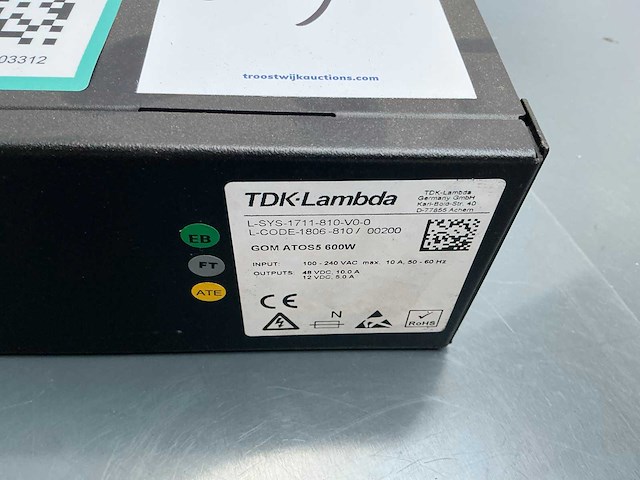 03312
troostwijkauctions.com
TDK·Lambda
TDK-Lambda
Germany GmbH
Karl-Bold-Str. 40
D-77855 Achern
L-SYS-1711-810-V0-0
L-CODE-1806-810 / 00200
GOM ATOS5 600W
INPUT: 100 - 240 VAC max. 10 A, 50 - 60 Hz
OUTPUTS: 48 VDC, 10.0 A
12 VDC, 5.0 A
CE
N
RoHS
EB
FT
ATE